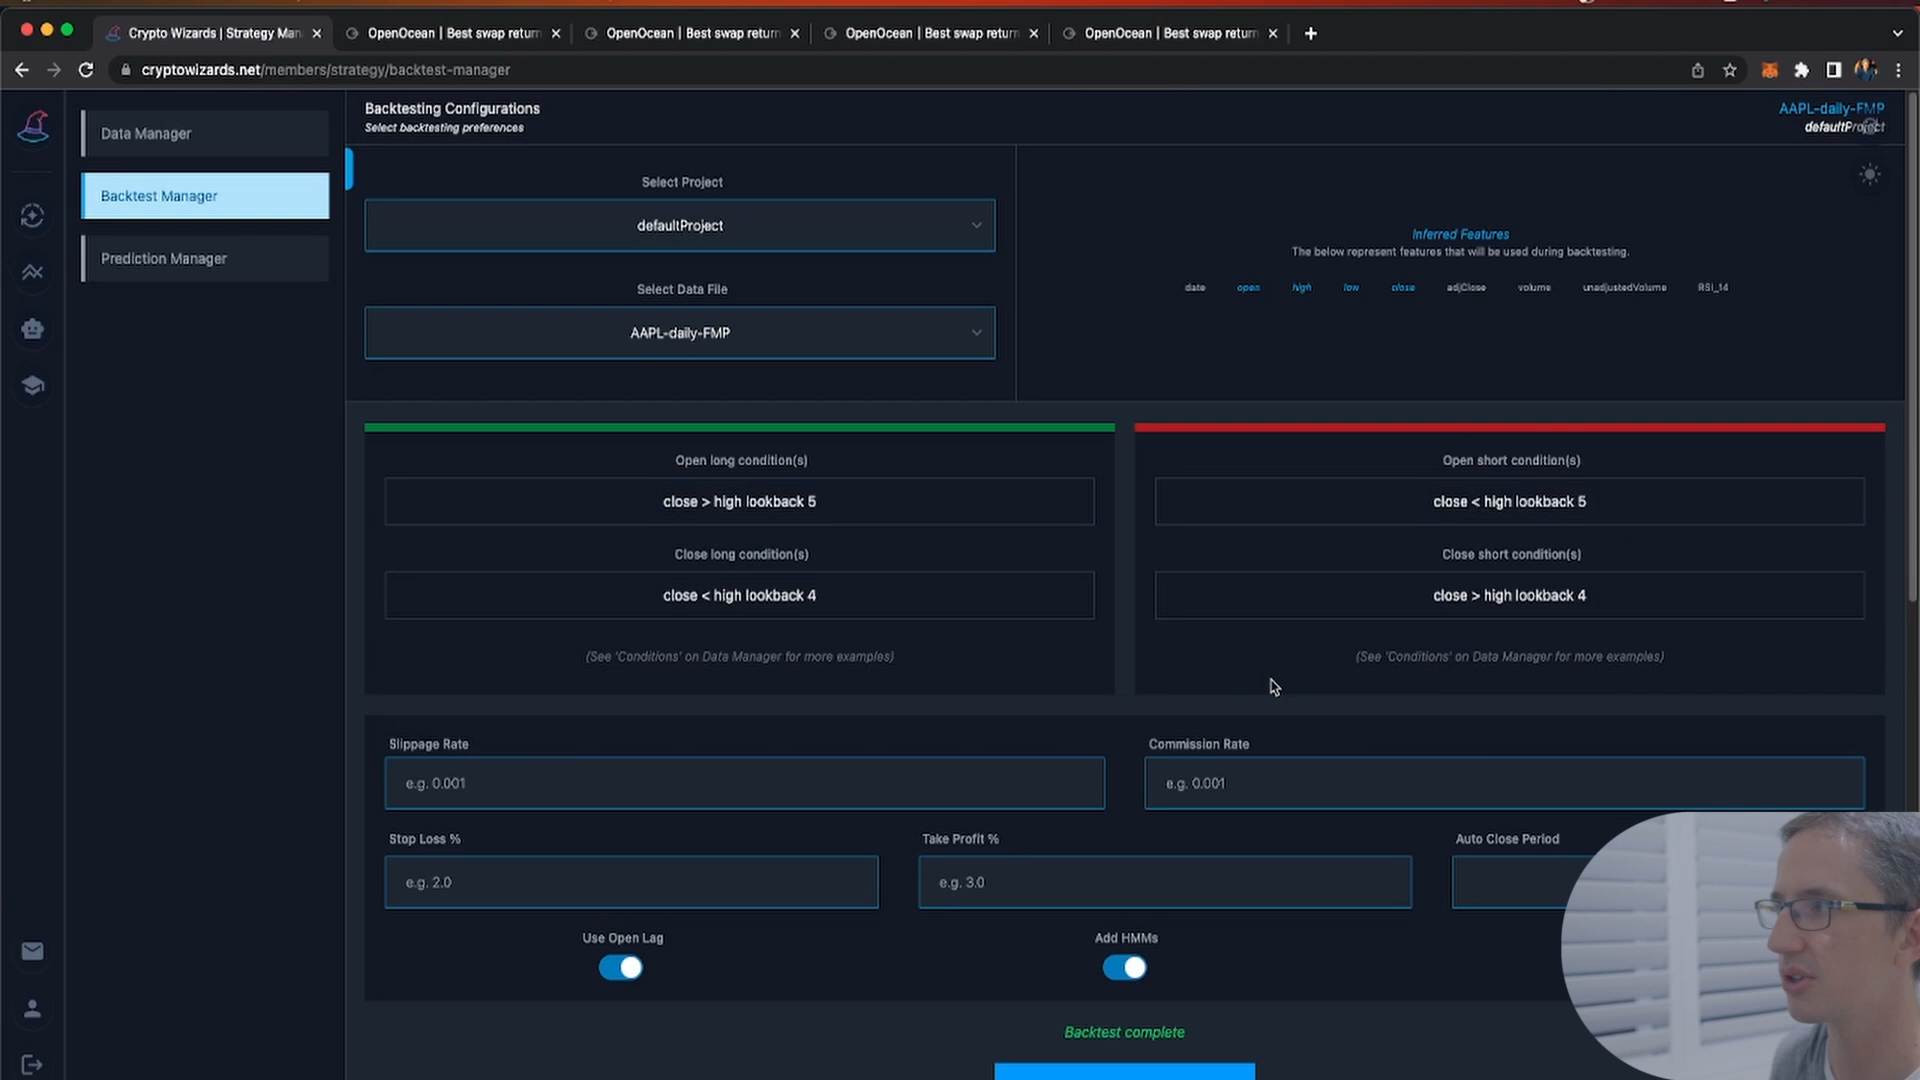 Crypto Wizards | Strategy Man
OpenOcean | Best swap return
OpenOcean | Best swap return
OpenOcean | Best swap return
OpenOcean | Best swap return
cryptowizards.net/members/strategy/backtest-manager
Data Manager
Backtest Manager
Prediction Manager
Backtesting Configurations
Select backtesting preferences
AAPL-daily-FMP
defaultProject
Select Project
defaultProject
Select Data File
AAPL-daily-FMP
Inferred Features
The below represent features that will be used during backtesting.
date open high low close adjClose volume unadjustedVolume RSI_14
Open long condition(s)
close > high lookback 5
Close long condition(s)
close < high lookback 4
(See 'Conditions' on Data Manager for more examples)
Open short condition(s)
close < high lookback 5
Close short condition(s)
close > high lookback 4
(See 'Conditions' on Data Manager for more examples)
Slippage Rate
e.g. 0.001
Commission Rate
e.g. 0.001
Stop Loss %
e.g. 2.0
Take Profit %
e.g. 3.0
Auto Close Period
Use Open Lag
Add HMMs
Backtest complete